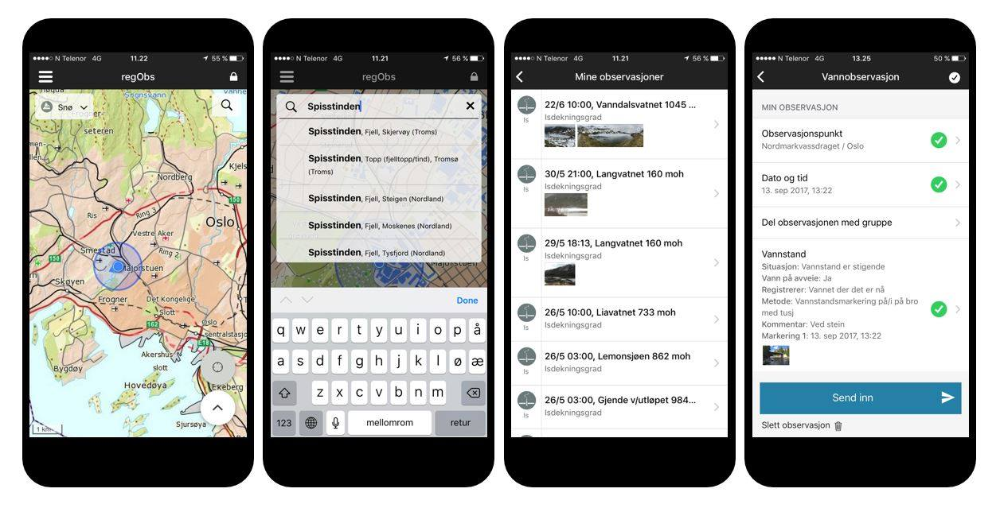 N Telenor 4G 11.22 55 %
regObs
Snø
Sognsvann
Frogner-
seteren
Nordberg
Kjels
150
Ris
Ring 3
Oslo
Vestre Aker
Smestad
Ring 2
150
Majorstuen
Skøyen
Frogner
Det Kongelige
Slott
162
Oslo
sentralstasjo
E18
Akershus
slott
Bygdøy
Hovedøya
Ekeberg
Sjursøya
1 km
N Telenor 4G 11.21 56 %
regObs
Spisstinden
Spisstinden, Fjell, Skjervøy (Troms)
Spisstinden, Topp (fjelltopp/tind), Tromsø
(Troms)
Spisstinden, Fjell, Steigen (Nordland)
Spisstinden, Fjell, Moskenes (Nordland)
Spisstinden, Fjell, Tysfjord (Nordland)
Majorstuen
Done
q w e r t y u i o p å
a s d f g h j k l ø æ
z x c v b n m
123 mellomrom retur
N Telenor 4G 11.21 56 %
Mine observasjoner
22/6 10:00, Vanndalsvatnet 1045 ...
Isdekningsgrad
Is
30/5 21:00, Langvatnet 160 moh
Isdekningsgrad
Is
29/5 18:13, Langvatnet 160 moh
Isdekningsgrad
Is
26/5 10:00, Liavatnet 733 moh
Isdekningsgrad
Is
26/5 03:00, Lemonsjøen 862 moh
Isdekningsgrad
Is
26/5 03:00, Gjende v/utløpet 984...
Isdekningsgrad
Is
N Telenor 4G 13.25 50 %
Vannobservasjon
MIN OBSERVASJON
Observasjonspunkt
Nordmarkvassdraget / Oslo
Dato og tid
13. sep 2017, 13:22
Del observasjonen med gruppe
Vannstand
Situasjon: Vannstand er stigende
Vann på avveie: Ja
Registrerer: Vannet der det er nå
Metode: Vannstandsmarkering på/i på bro
med tusj
Kommentar: Ved stein
Markering 1: 13. sep 2017, 13:22
Send inn
Slett observasjon